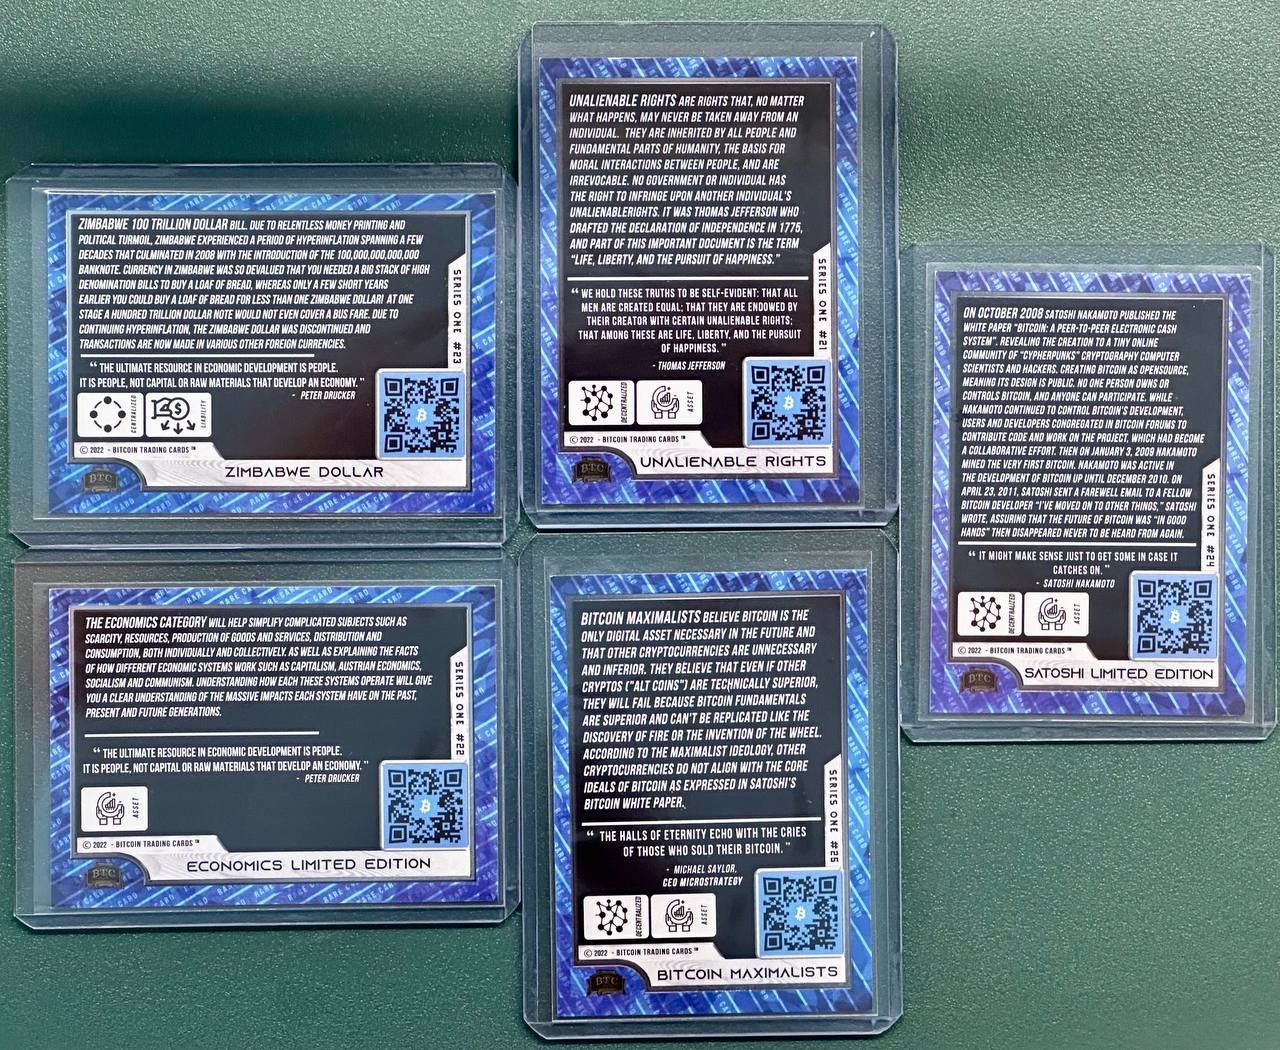 ZIMBABWE 100 TRILLION DOLLAR BILL. DUE TO RELENTLESS MONEY PRINTING AND
POLITICAL TURMOIL, ZIMBABWE EXPERIENCED A PERIOD OF HYPERINFLATION SPANNING A FEW
DECADES THAT CULMINATED IN 2008 WITH THE INTRODUCTION OF THE 100,000,000,000,000
BANKNOTE. CURRENCY IN ZIMBABWE WAS SO DEVALUED THAT YOU NEEDED A BIG STACK OF HIGH
DENOMINATION BILLS TO BUY A LOAF OF BREAD, WHEREAS ONLY A FEW SHORT YEARS
EARLIER YOU COULD BUY A LOAF OF BREAD FOR LESS THAN ONE ZIMBABWE DOLLAR! AT ONE
STAGE A HUNDRED TRILLION DOLLAR NOTE WOULD NOT EVEN COVER A BUS FARE. DUE TO
CONTINUING HYPERINFLATION, THE ZIMBABWE DOLLAR WAS DISCONTINUED AND
TRANSACTIONS ARE NOW MADE IN VARIOUS OTHER FOREIGN CURRENCIES.
“ THE ULTIMATE RESOURCE IN ECONOMIC DEVELOPMENT IS PEOPLE.
IT IS PEOPLE, NOT CAPITAL OR RAW MATERIALS THAT DEVELOP AN ECONOMY. ”
- PETER DRUCKER
CENTRALIZED
LIABILITY
SERIES ONE #23
© 2022 - BITCOIN TRADING CARDS ™
BTC
ZIMBABWE DOLLAR
UNALIENABLE RIGHTS ARE RIGHTS THAT, NO MATTER
WHAT HAPPENS, MAY NEVER BE TAKEN AWAY FROM AN
INDIVIDUAL. THEY ARE INHERITED BY ALL PEOPLE AND
FUNDAMENTAL PARTS OF HUMANITY, THE BASIS FOR
MORAL INTERACTIONS BETWEEN PEOPLE, AND ARE
IRREVOCABLE. NO GOVERNMENT OR INDIVIDUAL HAS
THE RIGHT TO INFRINGE UPON ANOTHER INDIVIDUAL'S
UNALIENABLERIGHTS. IT WAS THOMAS JEFFERSON WHO
DRAFTED THE DECLARATION OF INDEPENDENCE IN 1776,
AND PART OF THIS IMPORTANT DOCUMENT IS THE TERM
“LIFE, LIBERTY, AND THE PURSUIT OF HAPPINESS.”
“ WE HOLD THESE TRUTHS TO BE SELF-EVIDENT: THAT ALL
MEN ARE CREATED EQUAL; THAT THEY ARE ENDOWED BY
THEIR CREATOR WITH CERTAIN UNALIENABLE RIGHTS;
THAT AMONG THESE ARE LIFE, LIBERTY, AND THE PURSUIT
OF HAPPINESS. ”
- THOMAS JEFFERSON
DECENTRALIZED
ASSET
SERIES ONE #21
© 2022 - BITCOIN TRADING CARDS ™
BTC
UNALIENABLE RIGHTS
ON OCTOBER 2008 SATOSHI NAKAMOTO PUBLISHED THE
WHITE PAPER “BITCOIN: A PEER-TO-PEER ELECTRONIC CASH
SYSTEM”. REVEALING THE CREATION TO A TINY ONLINE
COMMUNITY OF “CYPHERPUNKS” CRYPTOGRAPHY COMPUTER
SCIENTISTS AND HACKERS. CREATING BITCOIN AS OPENSOURCE,
MEANING ITS DESIGN IS PUBLIC. NO ONE PERSON OWNS OR
CONTROLS BITCOIN, AND ANYONE CAN PARTICIPATE. WHILE
NAKAMOTO CONTINUED TO CONTROL BITCOIN'S DEVELOPMENT,
USERS AND DEVELOPERS CONGREGATED IN BITCOIN FORUMS TO
CONTRIBUTE CODE AND WORK ON THE PROJECT, WHICH HAD BECOME
A COLLABORATIVE EFFORT. THEN ON JANUARY 3, 2009 NAKAMOTO
MINED THE VERY FIRST BITCOIN. NAKAMOTO WAS ACTIVE IN
THE DEVELOPMENT OF BITCOIN UP UNTIL DECEMBER 2010. ON
APRIL 23, 2011, SATOSHI SENT A FAREWELL EMAIL TO A FELLOW
BITCOIN DEVELOPER “I'VE MOVED ON TO OTHER THINGS,” SATOSHI
WROTE, ASSURING THAT THE FUTURE OF BITCOIN WAS “IN GOOD
HANDS” THEN DISAPPEARED NEVER TO BE HEARD FROM AGAIN.
“ IT MIGHT MAKE SENSE JUST TO GET SOME IN CASE IT
CATCHES ON. ”
- SATOSHI NAKAMOTO
DECENTRALIZED
ASSET
SERIES ONE #24
© 2022 - BITCOIN TRADING CARDS ™
BTC
SATOSHI LIMITED EDITION
THE ECONOMICS CATEGORY WILL HELP SIMPLIFY COMPLICATED SUBJECTS SUCH AS
SCARCITY, RESOURCES, PRODUCTION OF GOODS AND SERVICES, DISTRIBUTION AND
CONSUMPTION, BOTH INDIVIDUALLY AND COLLECTIVELY. AS WELL AS EXPLAINING THE FACTS
OF HOW DIFFERENT ECONOMIC SYSTEMS WORK SUCH AS CAPITALISM, AUSTRIAN ECONOMICS,
SOCIALISM AND COMMUNISM. UNDERSTANDING HOW EACH THESE SYSTEMS OPERATE WILL GIVE
YOU A CLEAR UNDERSTANDING OF THE MASSIVE IMPACTS EACH SYSTEM HAVE ON THE PAST,
PRESENT AND FUTURE GENERATIONS.
“ THE ULTIMATE RESOURCE IN ECONOMIC DEVELOPMENT IS PEOPLE.
IT IS PEOPLE, NOT CAPITAL OR RAW MATERIALS THAT DEVELOP AN ECONOMY. ”
- PETER DRUCKER
ASSET
SERIES ONE #22
© 2022 - BITCOIN TRADING CARDS ™
BTC
ECONOMICS LIMITED EDITION
BITCOIN MAXIMALISTS BELIEVE BITCOIN IS THE
ONLY DIGITAL ASSET NECESSARY IN THE FUTURE AND
THAT OTHER CRYPTOCURRENCIES ARE UNNECESSARY
AND INFERIOR. THEY BELIEVE THAT EVEN IF OTHER
CRYPTOS (“ALT COINS”) ARE TECHNICALLY SUPERIOR,
THEY WILL FAIL BECAUSE BITCOIN FUNDAMENTALS
ARE SUPERIOR AND CAN'T BE REPLICATED LIKE THE
DISCOVERY OF FIRE OR THE INVENTION OF THE WHEEL.
ACCORDING TO THE MAXIMALIST IDEOLOGY, OTHER
CRYPTOCURRENCIES DO NOT ALIGN WITH THE CORE
IDEALS OF BITCOIN AS EXPRESSED IN SATOSHI'S
BITCOIN WHITE PAPER.
“ THE HALLS OF ETERNITY ECHO WITH THE CRIES
OF THOSE WHO SOLD THEIR BITCOIN. ”
- MICHAEL SAYLOR,
CEO MICROSTRATEGY
DECENTRALIZED
ASSET
SERIES ONE #25
© 2022 - BITCOIN TRADING CARDS ™
BTC
BITCOIN MAXIMALISTS